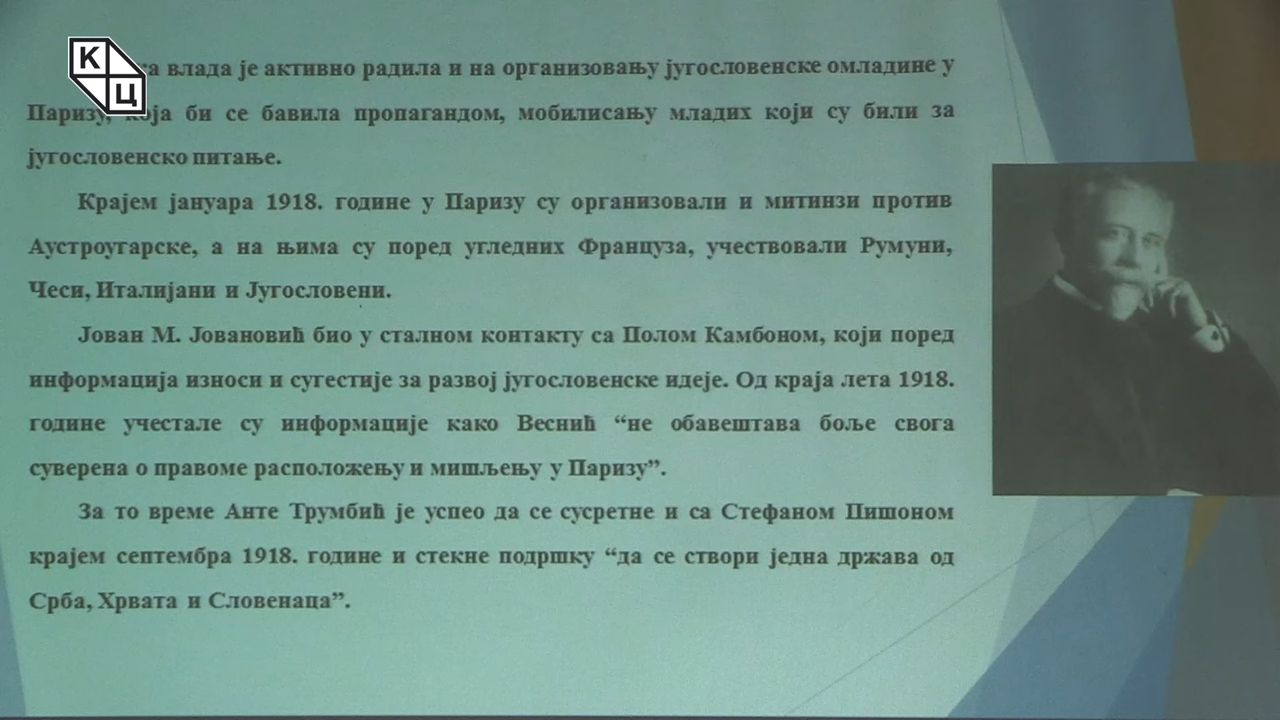 К
Ц
влада је активно радила и на организовању југословенске омладине у
Паризу, која би се бавила пропагандом, мобилисању младих који су били за
југословенско питање.
Крајем јануара 1918. године у Паризу су организовали и митинзи против
Аустроугарске, а на њима су поред угледних Француза, учествовали Румуни,
Чеси, Италијани и Југословени.
Јован М. Јовановић био у сталном контакту са Полом Камбоном, који поред
информација износи и сугестије за развој југословенске идеје. Од краја лета 1918.
године учестале су информације како Веснић “не обавештава боље свога
суверена о правоме расположењу и мишљењу у Паризу”.
За то време Анте Трумбић је успео да се сусретне и са Стефаном Пишоном
крајем септембра 1918. године и стекне подршку “да се створи једна држава од
Срба, Хрвата и Словенаца”.